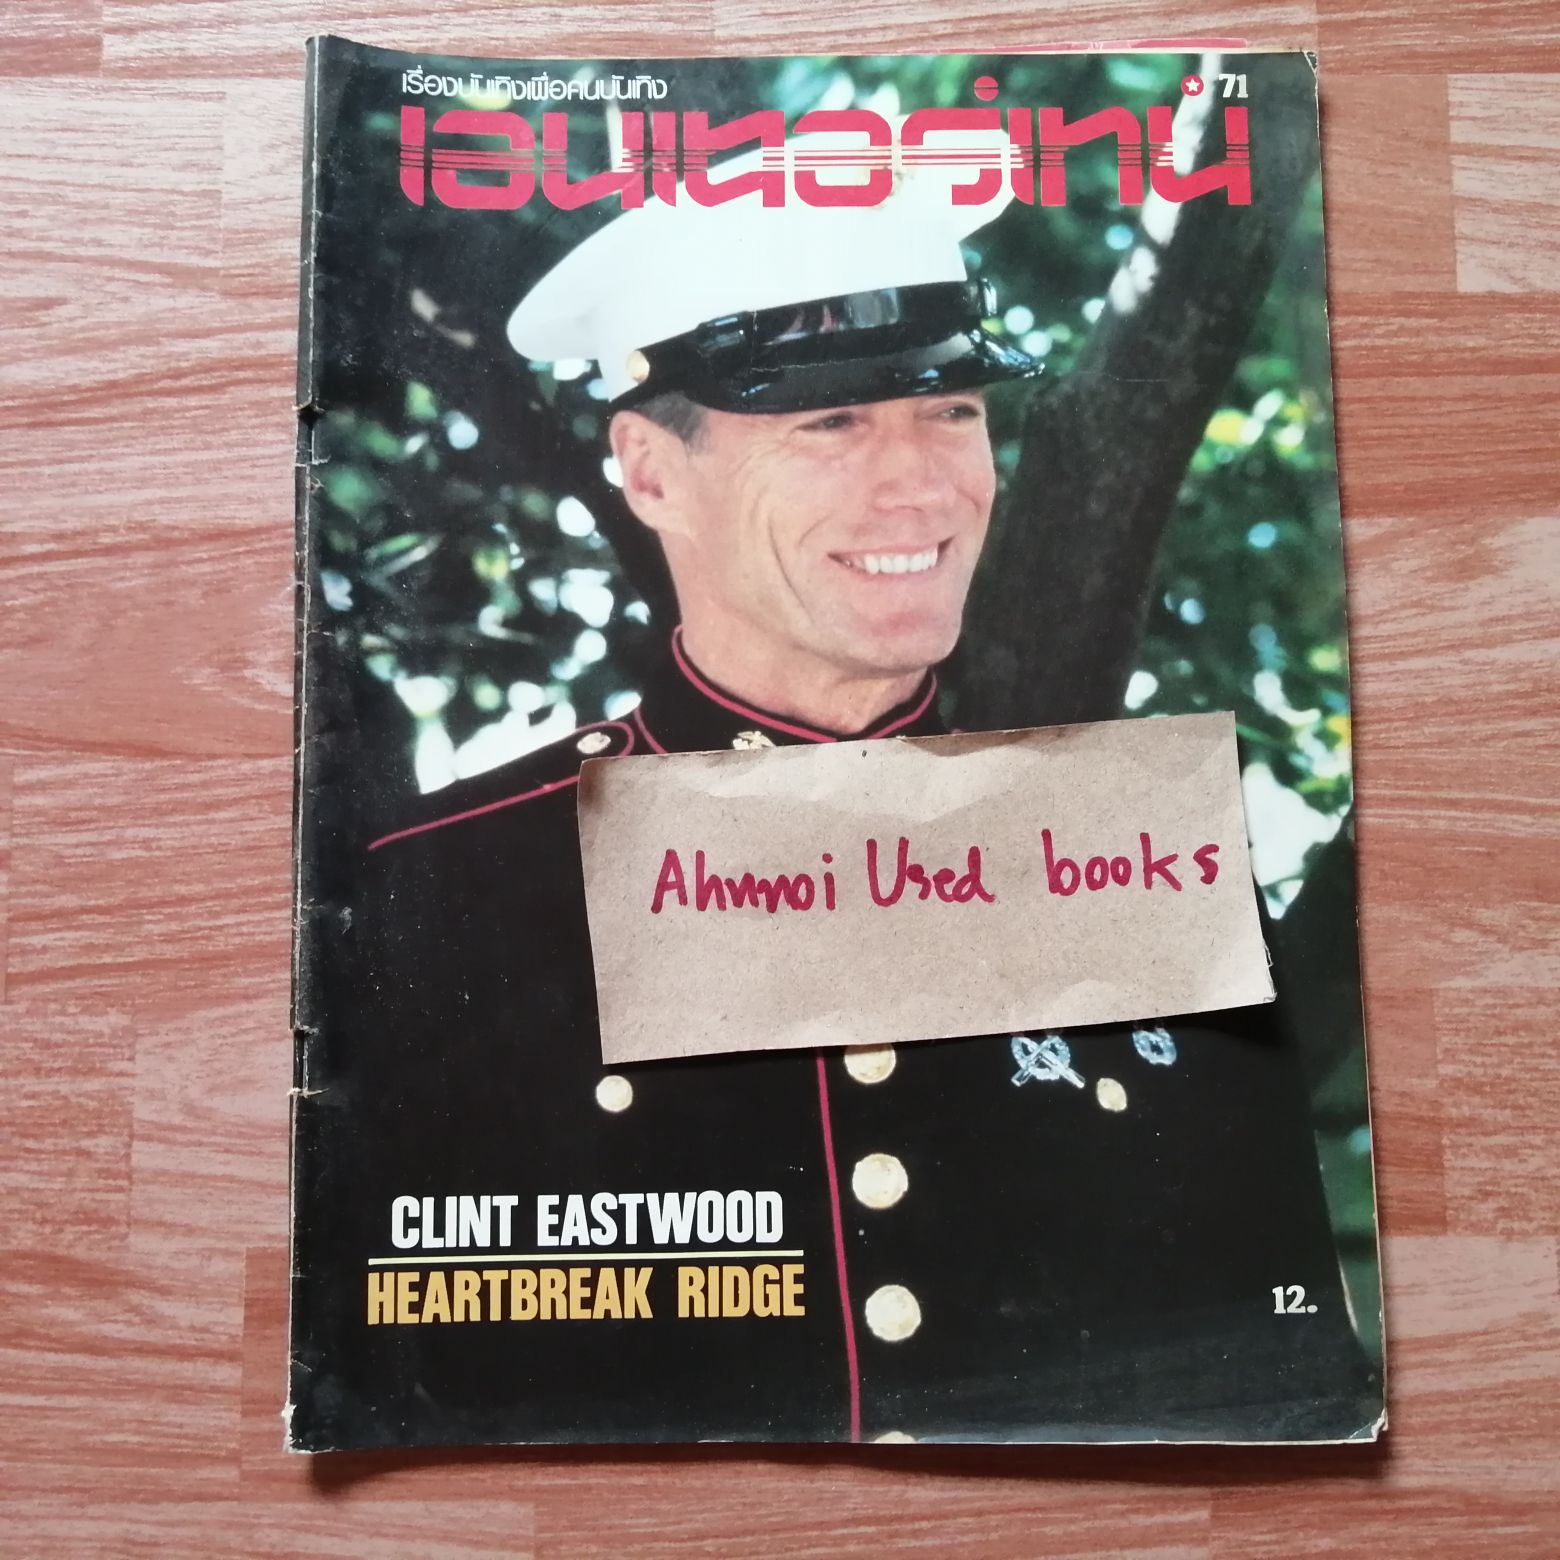 เรื่องบันเทิงเพื่อคนบันเทิง
71
เอนเทอร์เทน
Ahnnoi Used books
CLINT EASTWOOD
HEARTBREAK RIDGE
12.